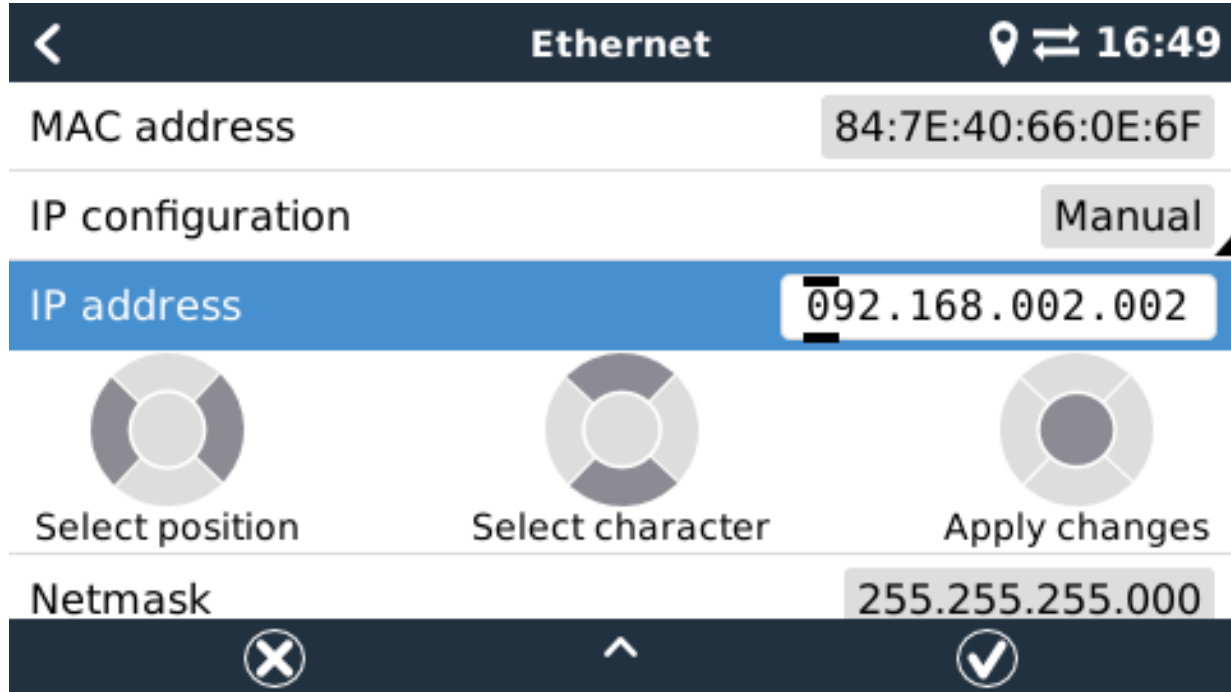 Ethernet 16:49
MAC address 84:7E:40:66:0E:6F
IP configuration Manual
IP address 092.168.002.002
Select position Select character Apply changes
Netmask 255.255.255.000